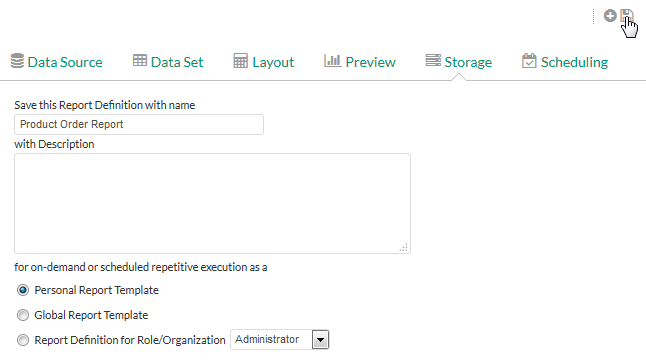 Data Source Data Set Layout Preview Storage Scheduling
Save this Report Definition with name
Product Order Report
with Description
for on-demand or scheduled repetitive execution as a
Personal Report Template
Global Report Template
Report Definition for Role/Organization Administrator